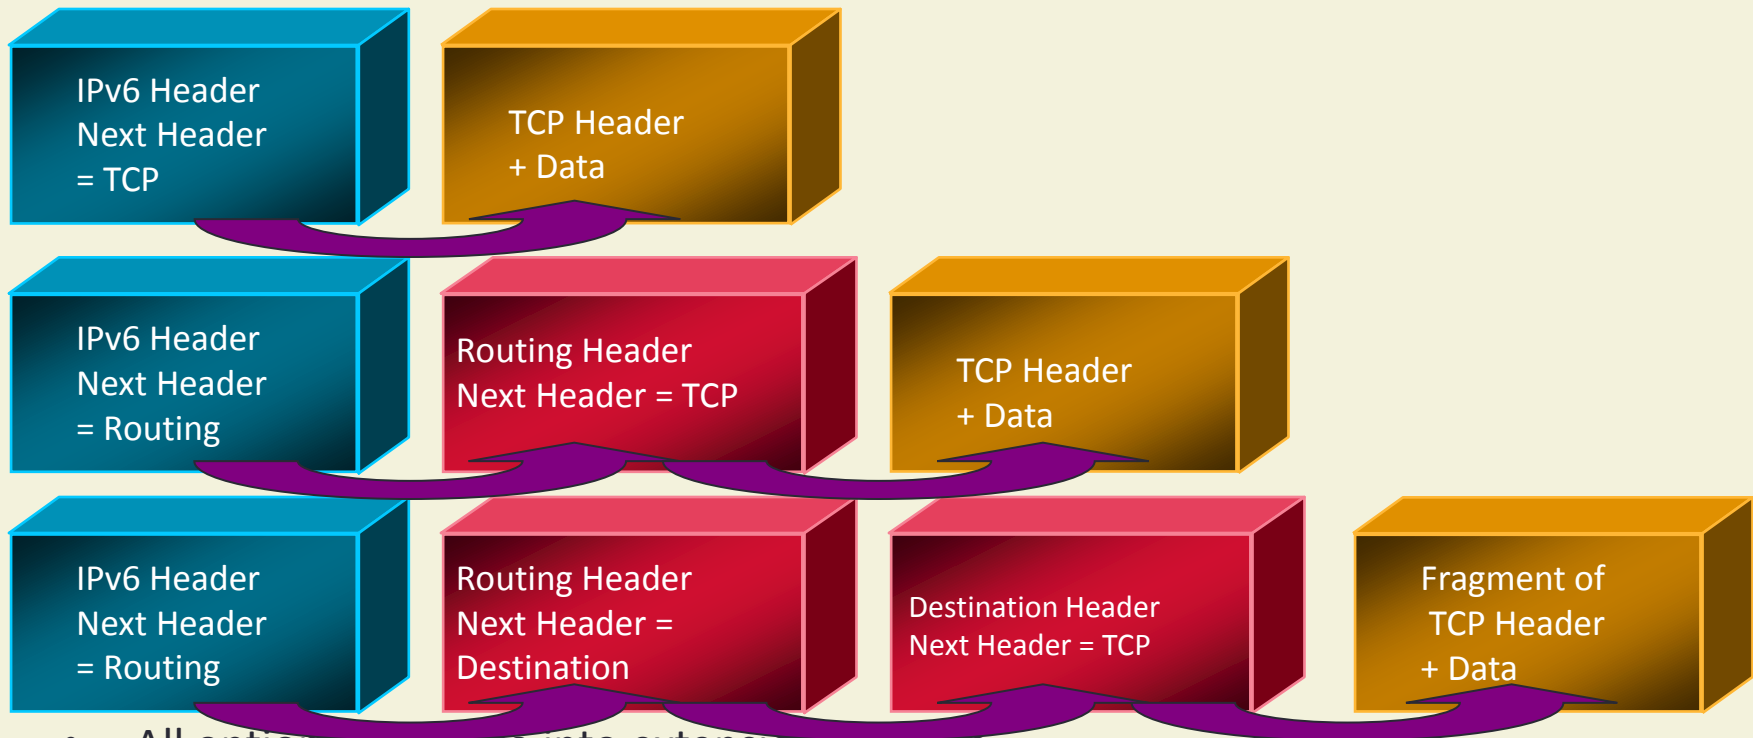 IPv6 Header
Next Header
= TCP
TCP Header
+ Data
IPv6 Header
Next Header
= Routing
Routing Header
Next Header = TCP
TCP Header
+ Data
IPv6 Header
Next Header
= Routing
Routing Header
Next Header =
Destination
Destination Header
Next Header = TCP
Fragment of
TCP Header
+ Data
All into